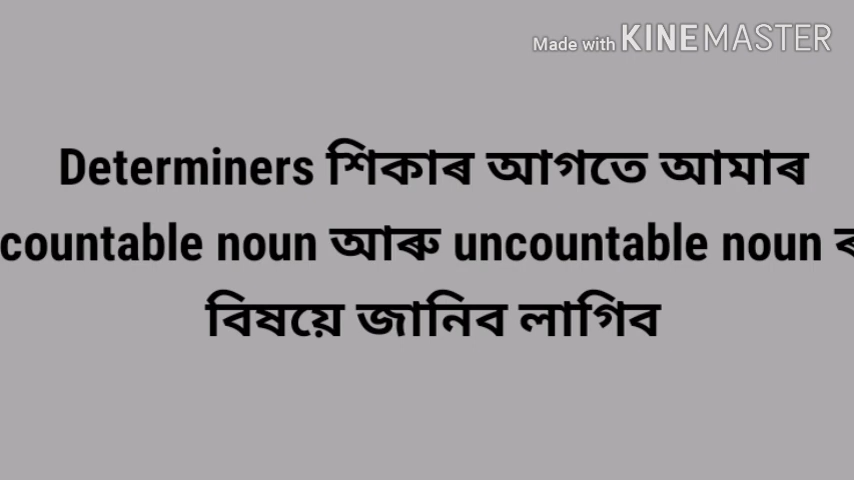 Made with KINEMASTER
Determiners শিকাৰ আগতে আমাৰ
countable noun আৰু uncountable noun ৰ
বিষয়ে জানিব লাগিব